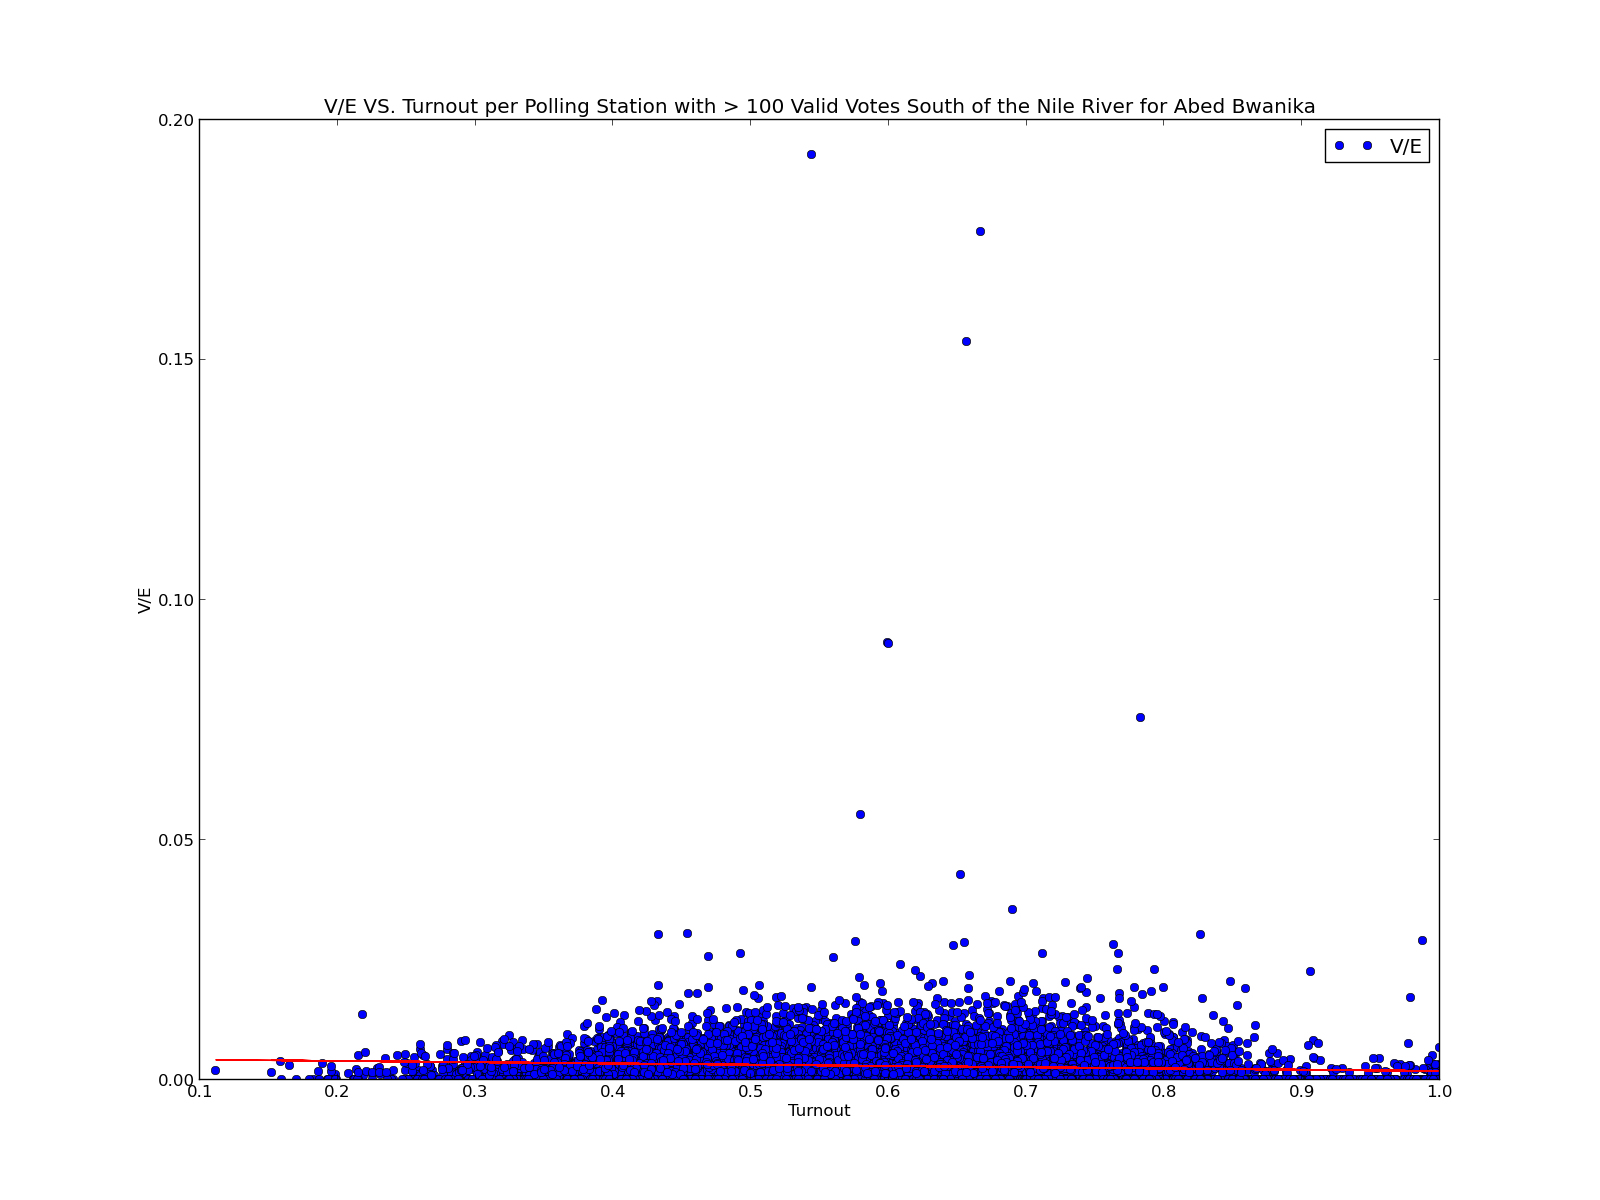 V/E VS. Turnout per Polling Station with > 100 Valid Votes South of the Nile River for Abed Bwanika
0.20
V/E
0.15
0.10
V/E
0.05
0.00
0.1 0.2 0.3 0.4 0.5 0.6 0.7 0.8 0.9 1.0
Turnout